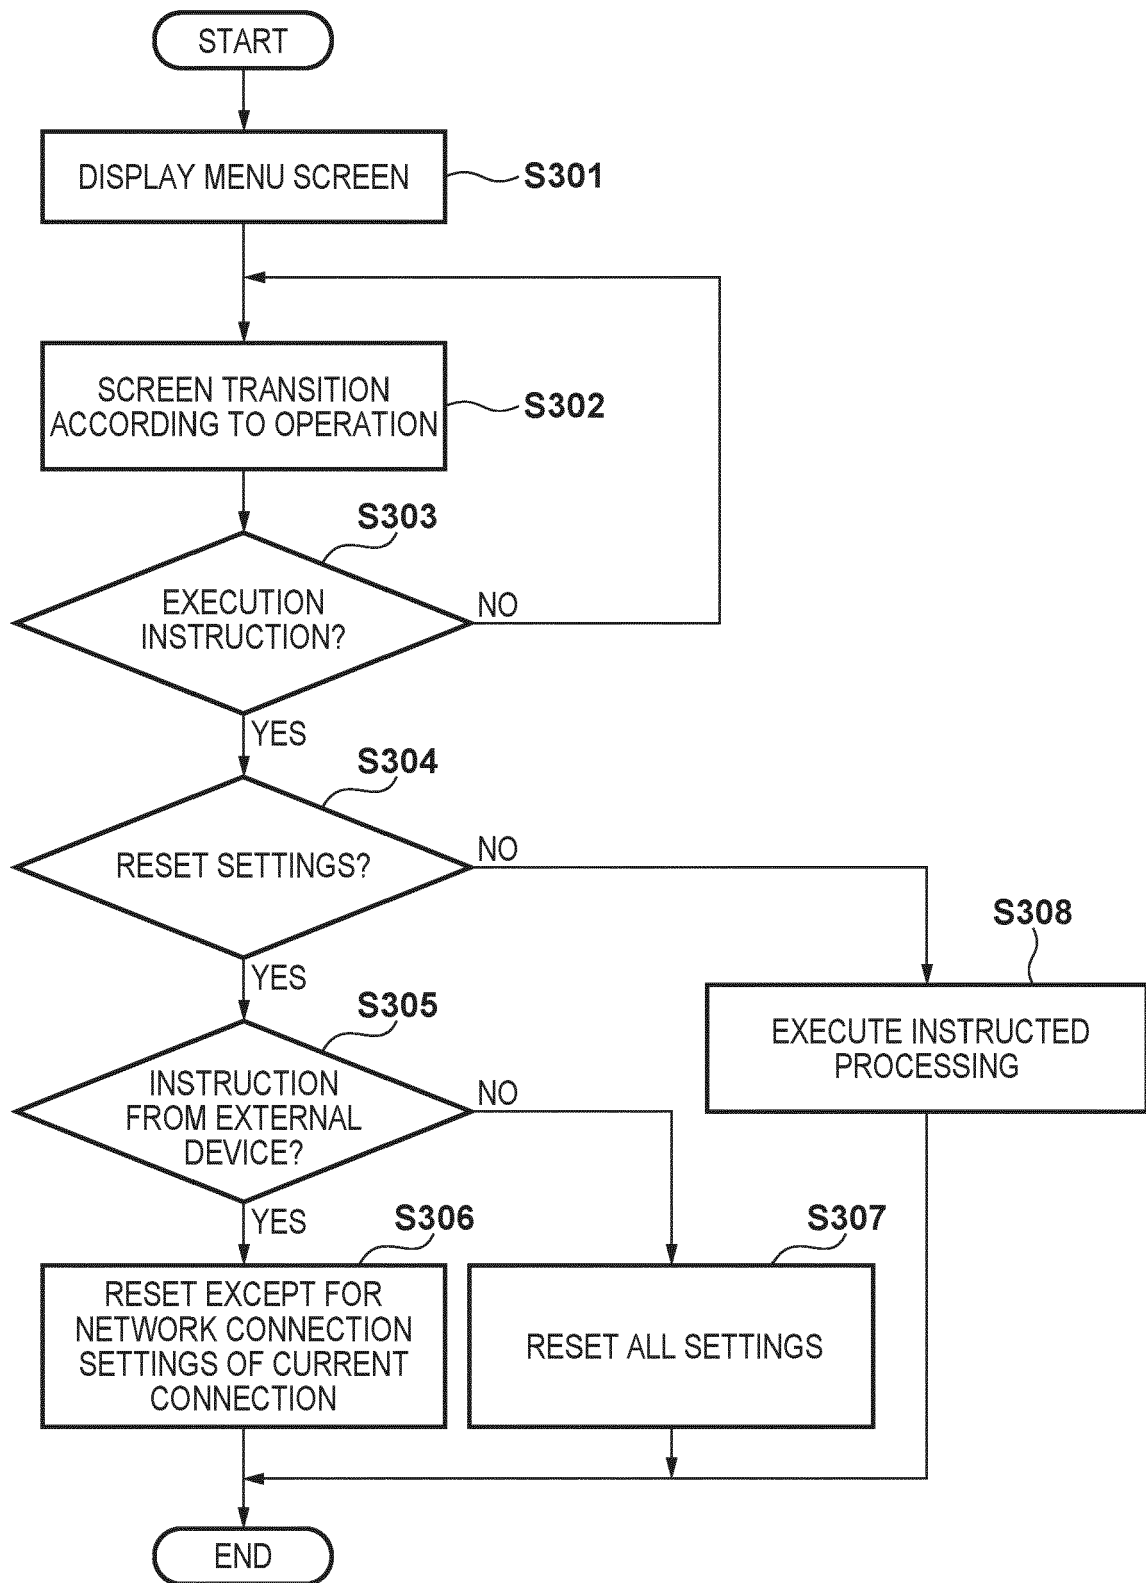 START
DISPLAY MENU SCREEN
S301
SCREEN TRANSITION
ACCORDING TO OPERATION
S302
S303
EXECUTION
INSTRUCTION?
NO
YES
S304
RESET SETTINGS?
NO
YES
S308
EXECUTE INSTRUCTED
PROCESSING
S305
INSTRUCTION
FROM EXTERNAL
DEVICE?
NO
YES
S306
RESET EXCEPT FOR
NETWORK CONNECTION
SETTINGS OF CURRENT
CONNECTION
S307
RESET ALL SETTINGS
END